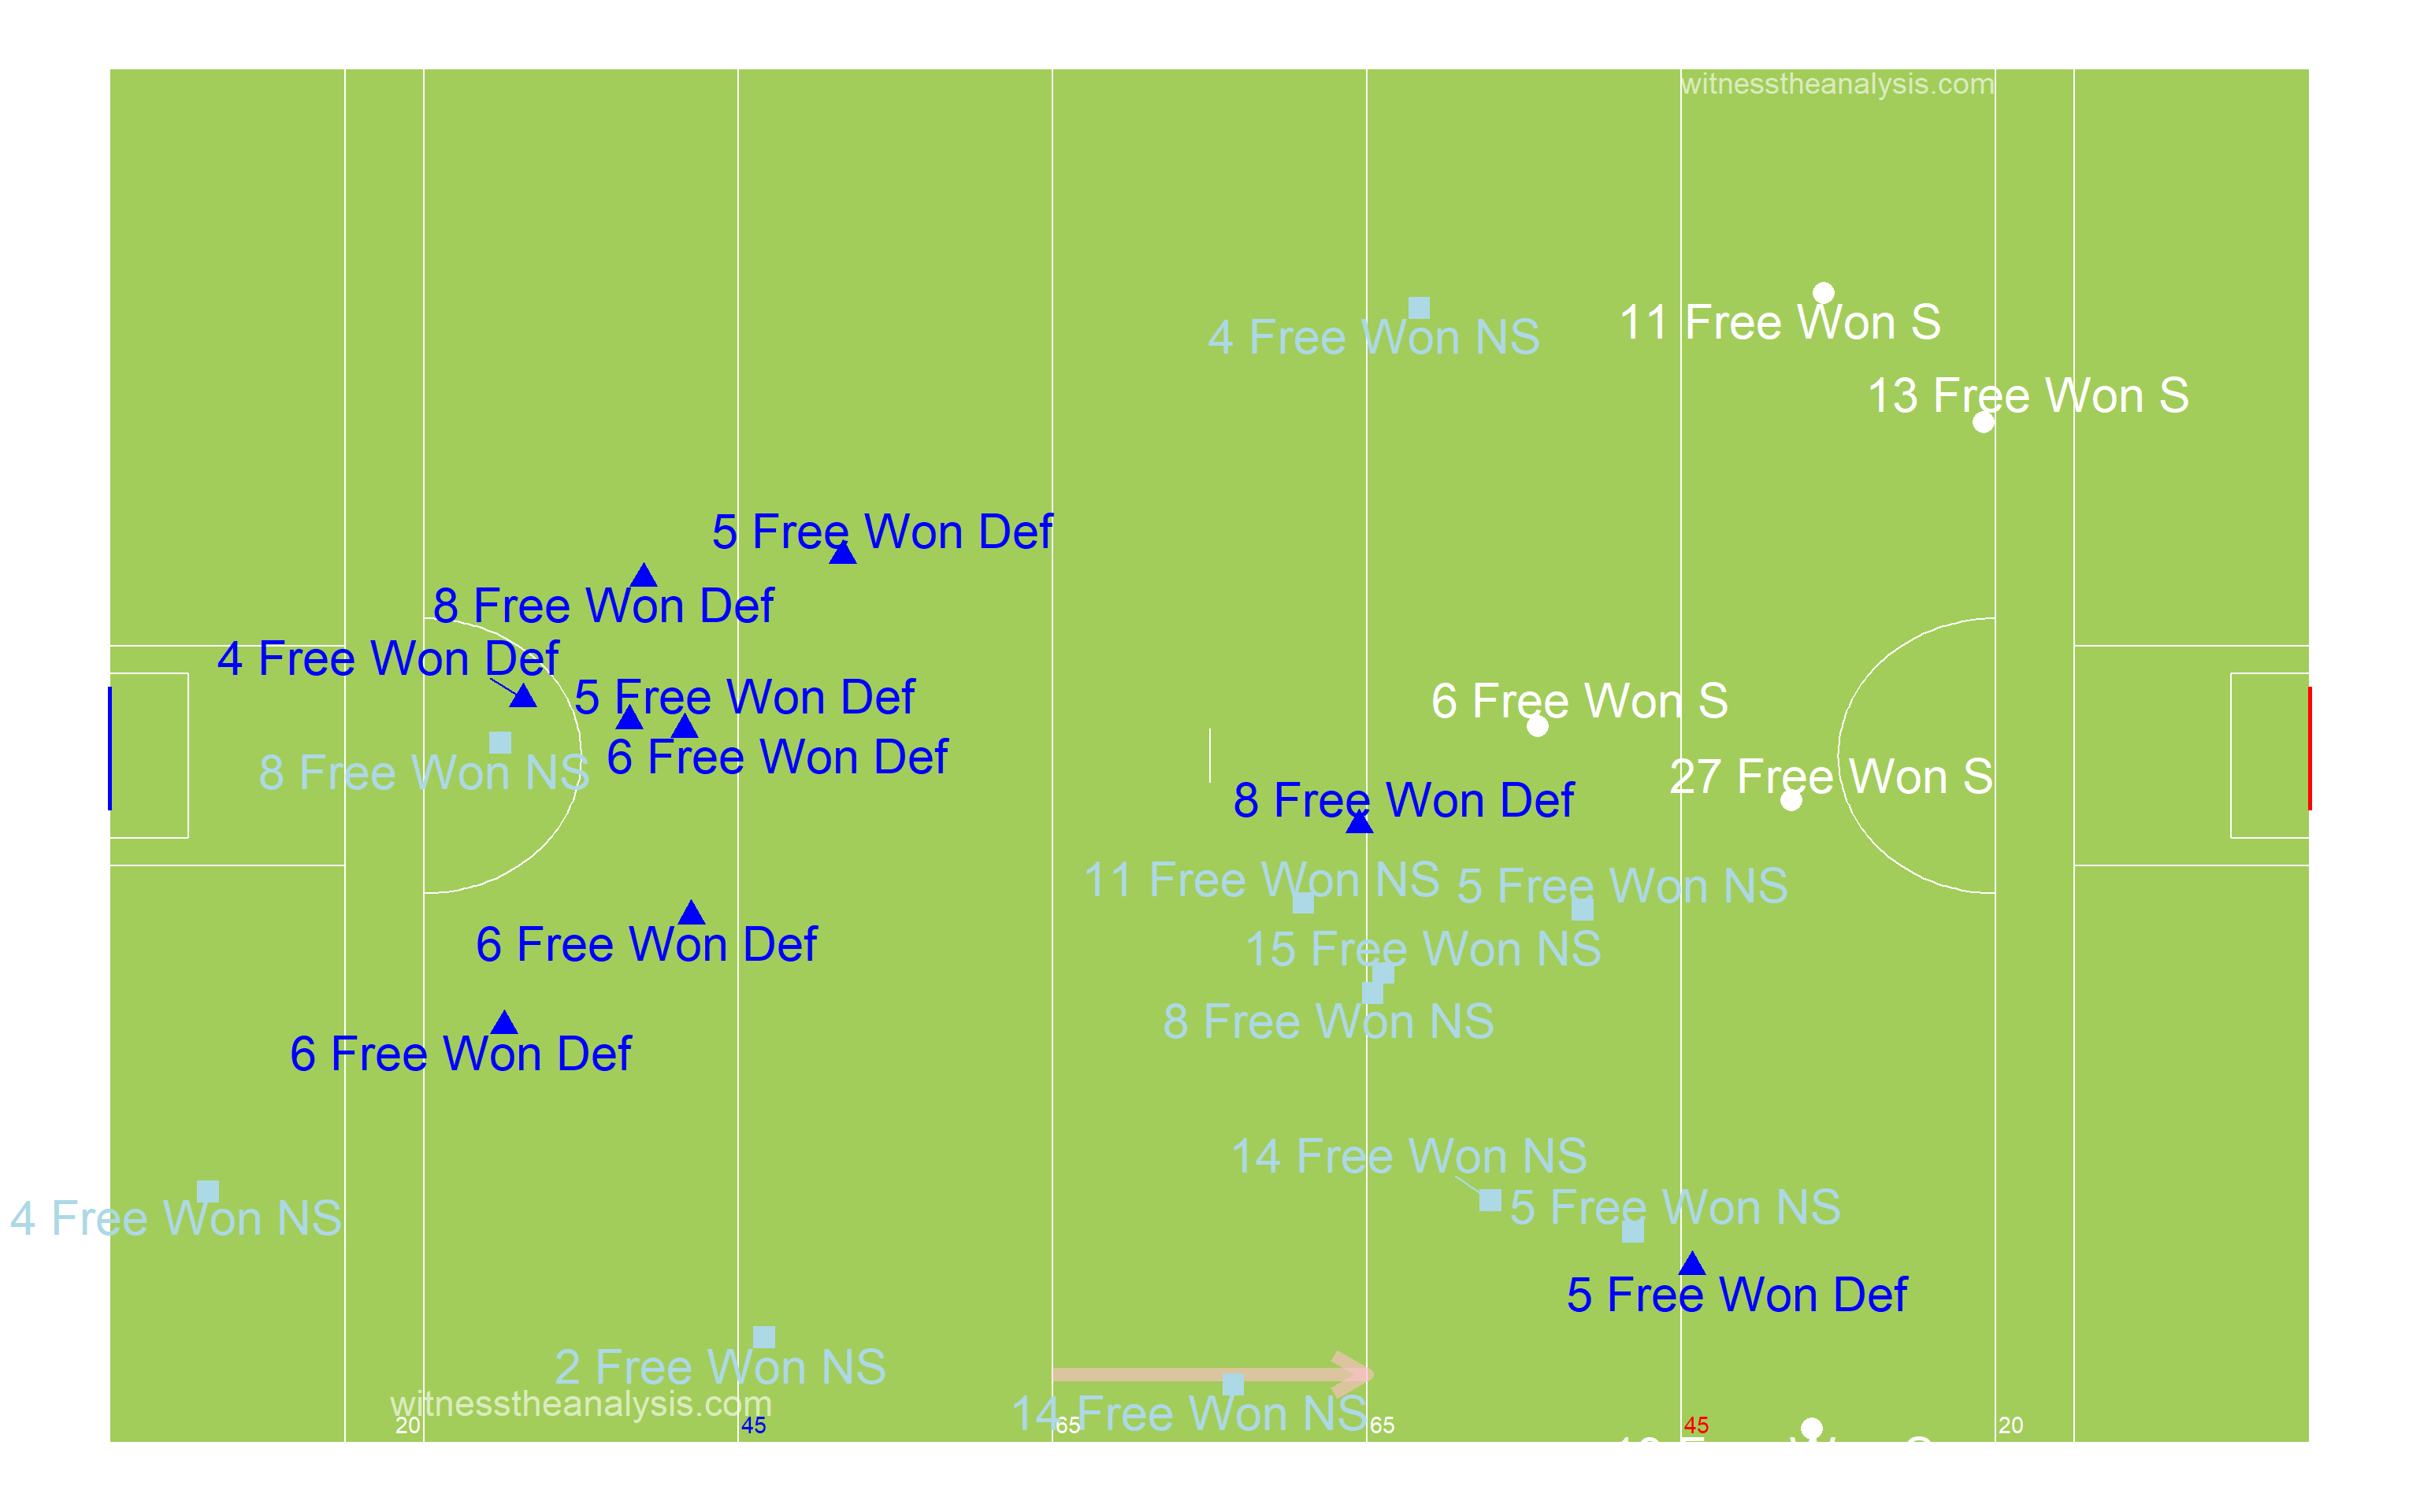 witnesstheanalysis.com
11 Free Won S
4 Free Won NS
13 Free Won S
5 Free Won Def
8 Free Won Def
4 Free Won Def
5 Free Won Def
6 Free Won S
6 Free Won Def
8 Free Won NS
27 Free Won S
8 Free Won Def
11 Free Won NS
5 Free Won NS
6 Free Won Def
15 Free Won NS
8 Free Won NS
6 Free Won Def
14 Free Won NS
5 Free Won NS
4 Free Won NS
5 Free Won Def
2 Free Won NS
witnesstheanalysis.com
14 Free Won NS
20
45
65
65
45
20